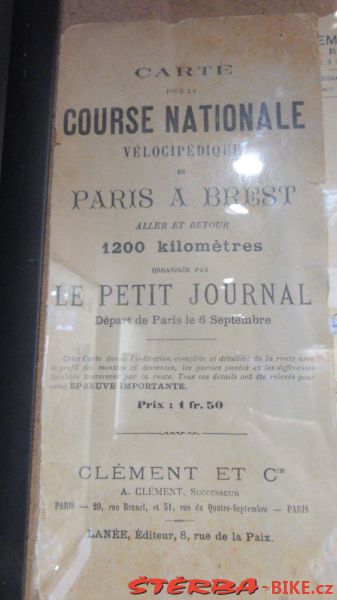 CARTE
POUR LA
COURSE NATIONALE
VÉLOCIPÉDIQUE
DE
PARIS A BREST
ALLER ET RETOUR
1200 kilomètres
ORGANISÉE PAR
LE PETIT JOURNAL
Départ de Paris le 6 Septembre
Cette Carte donne l'indication complète et détaillée de la route avec
le profil des montées et descentes, les parties pavées et les différentes
localités traversées par la route. Tous ces détails ont été relevés pour
cette EPREUVE IMPORTANTE.
Prix : 1 fr. 50
CLÉMENT ET Cie
A. CLÉMENT, Successeur
PARIS — 20, rue Brunel, et 31, rue du Quatre-Septembre — PARIS
LANÉE, Éditeur, 8, rue de la Paix.
ŠTĚRBA-BIKE.cz